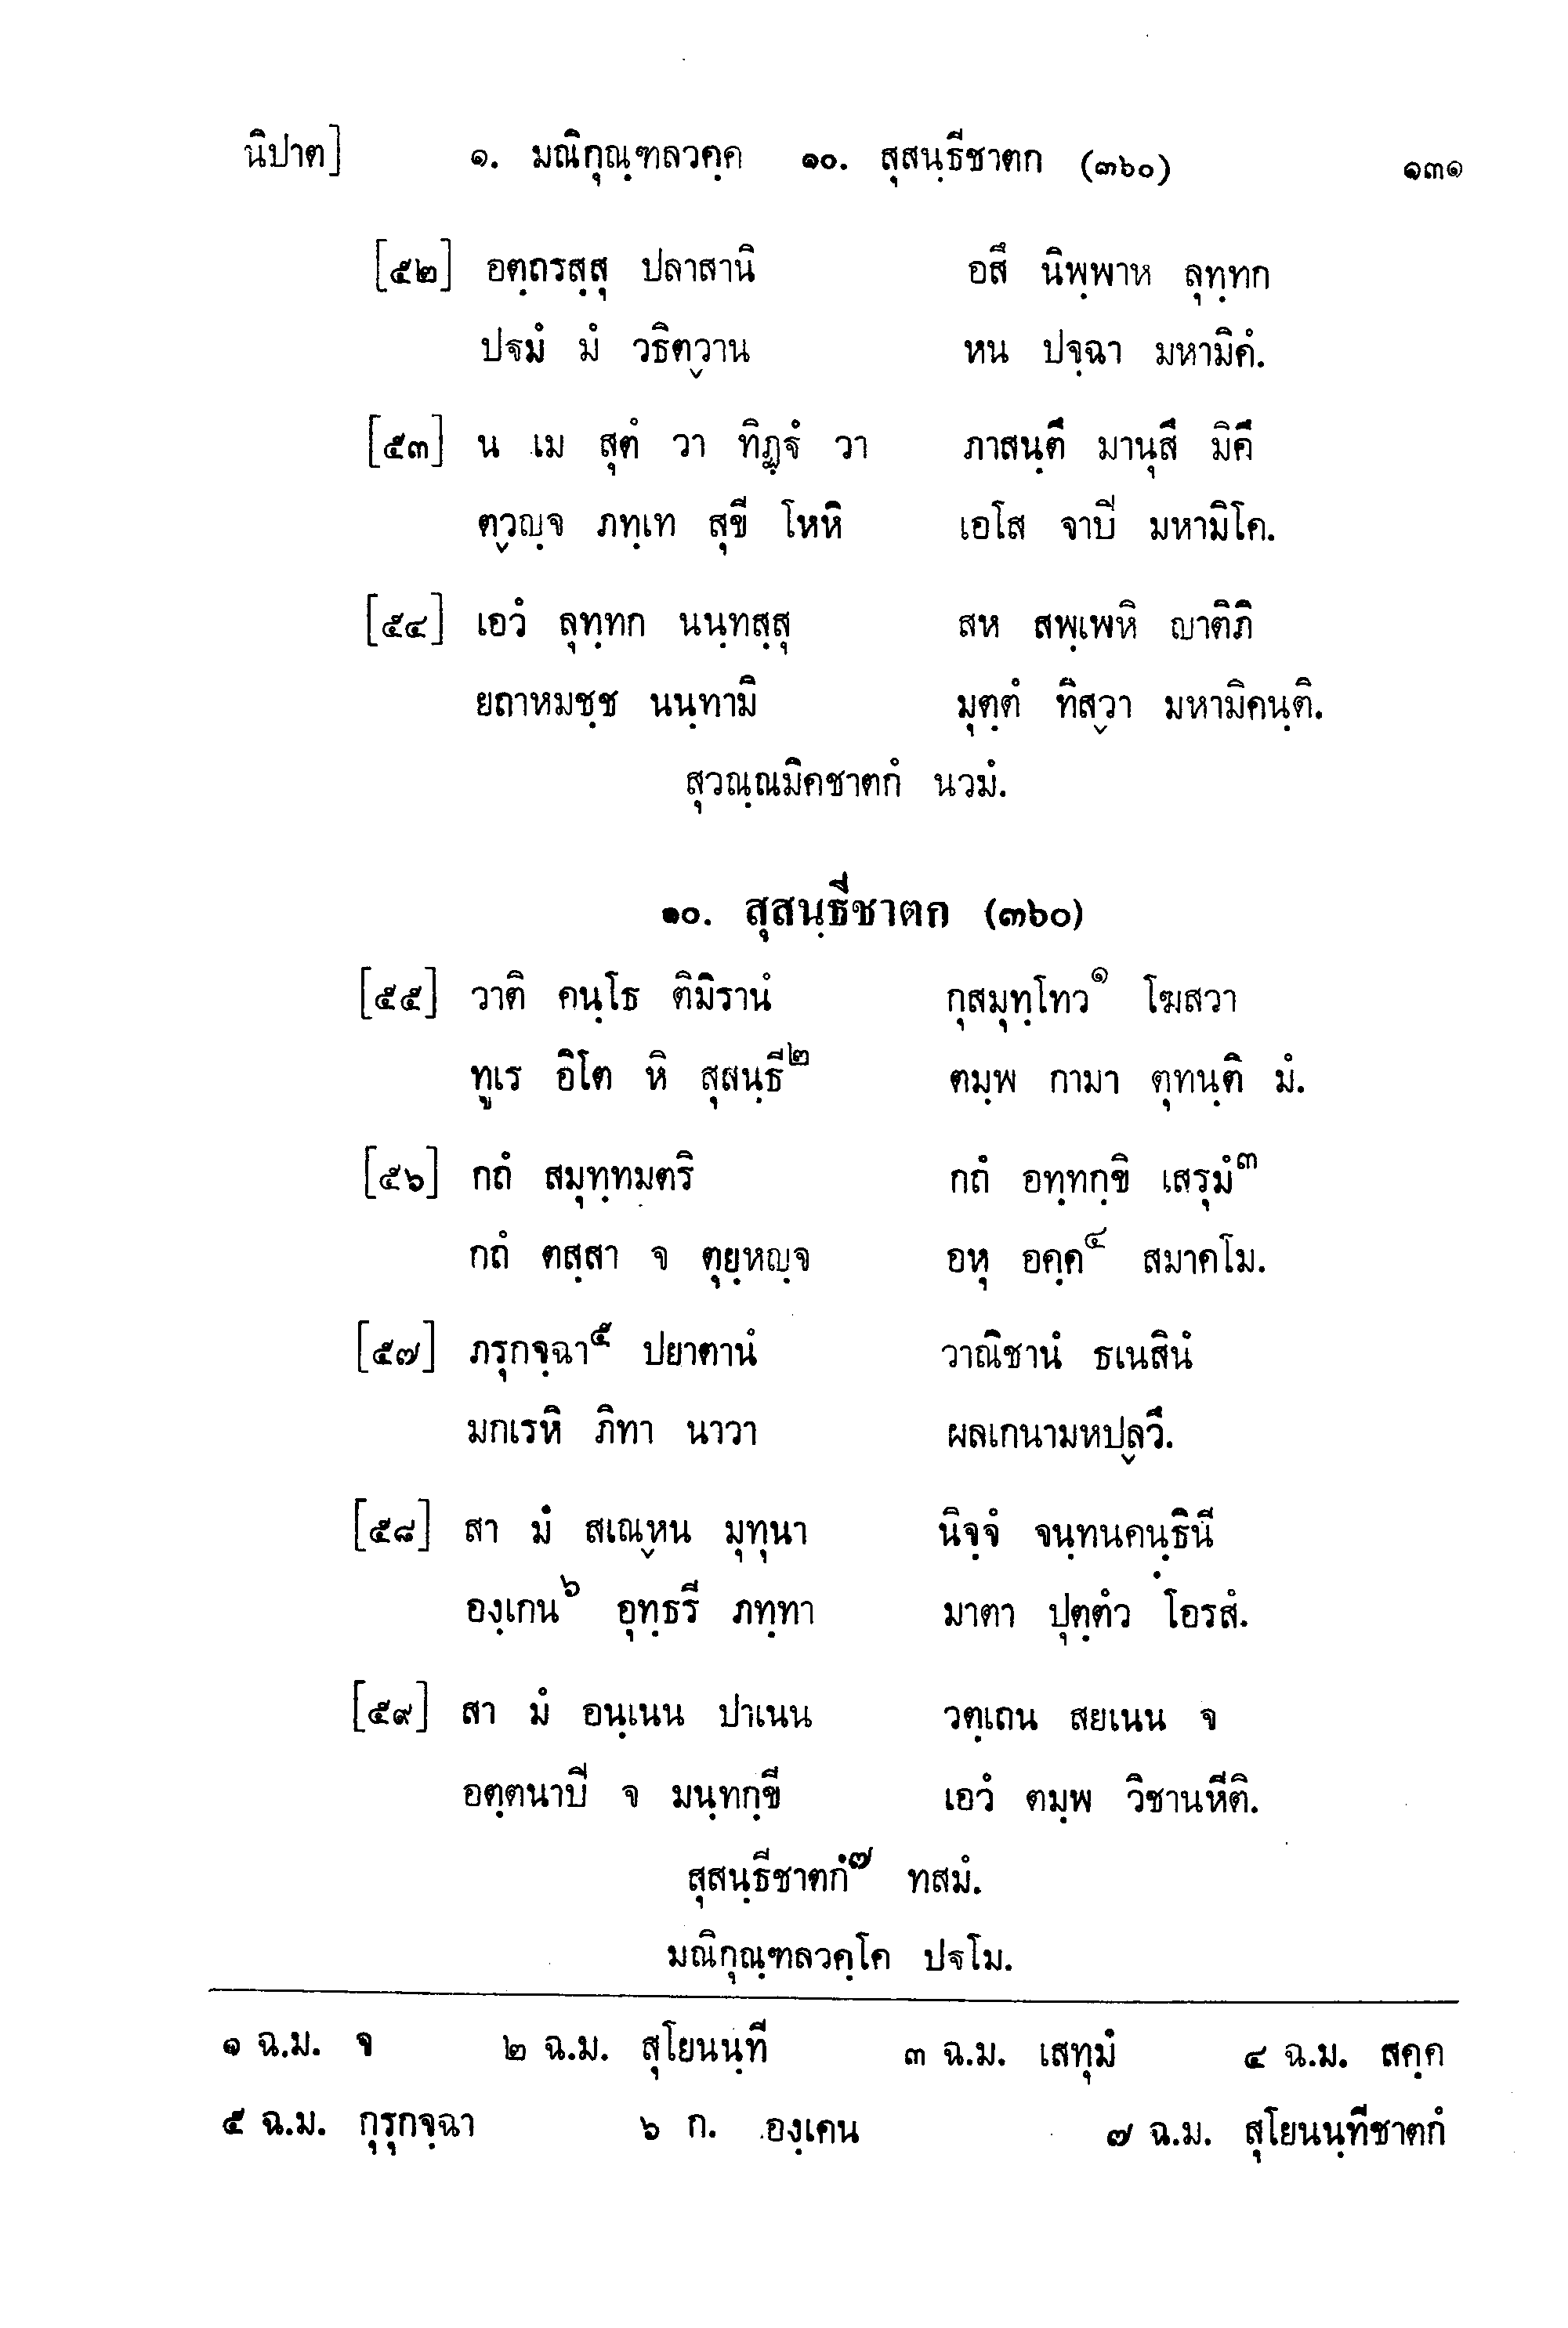 นิปาต] ๑. มณิกุณฺฑลวคฺค ๑๐. สุสนฺธีชาตก (๓๖๐) ๑๓๑
[๕๒] อตฺถรสฺสุ ปลาสานิ อสึ นิพฺพาห ลุทฺทก
ปฐมํ มํ วธิตฺวาน หน ปจฺฉา มหามิคํ.
[๕๓] น เม สุตํ วา ทิฏฺฐํ วา ภาสนฺตึ มานุสึ มิคึ
ตฺวญฺจ ภทฺเท สุขี โหหิ เอโส จาปิ มหามิโค.
[๕๔] เอวํ ลุทฺทก นนฺทสฺสุ สห สพฺเพหิ ญาติภิ
ยถาหมชฺช นนฺทามิ มุตฺตํ ทิสฺวา มหามิคนฺติ.
สุวณฺณมิคชาตกํ นวมํ.
๑๐. สุสนฺธีชาตก (๓๖๐)
[๕๕] วาติ คนฺโธ ติมิรานํ กุสมุทฺโทว๑ โฆสวา
ทูเร อิโต หิ สุสนฺธี๒ ตมฺพ กามา ตุทนฺติ มํ.
[๕๖] กถํ สมุทฺทมตริ กถํ อทฺทกฺขิ เสรุมํ๓
กถํ ตสฺสา จ ตุยฺหญฺจ อหุ อคฺค๔ สมาคโม.
[๕๗] ภรุกจฺฉา๕ ปยาตานํ วาณิชานํ ธเนสินํ
มกเรหิ ภิทา นาวา ผลเกนามหปฺลวึ.
[๕๘] สา มํ สเณฺหน มุทุนา นิจฺจํ จนฺทนคนฺธินี
องฺเกน๖ อุทฺธรี ภทฺทา มาตา ปุตฺตํว โอรสํ.
[๕๙] สา มํ อนฺเนน ปาเนน วตฺเถน สยเนน จ
อตฺตนาปิ จ มนฺทกฺขี เอวํ ตมฺพ วิชานหีติ.
สุสนฺธีชาตกํ๗ ทสมํ.
มณิกุณฺฑลวคฺโค ปฐโม.
๑ ฉ.ม. จ ๒ ฉ.ม. สุโยนนฺที ๓ ฉ.ม. เสทุมํ ๔ ฉ.ม. สคฺค
๕ ฉ.ม. กุรุกจฺฉา ๖ ก. องฺเคน ๗ ฉ.ม. สุโยนนฺทีชาตกํ